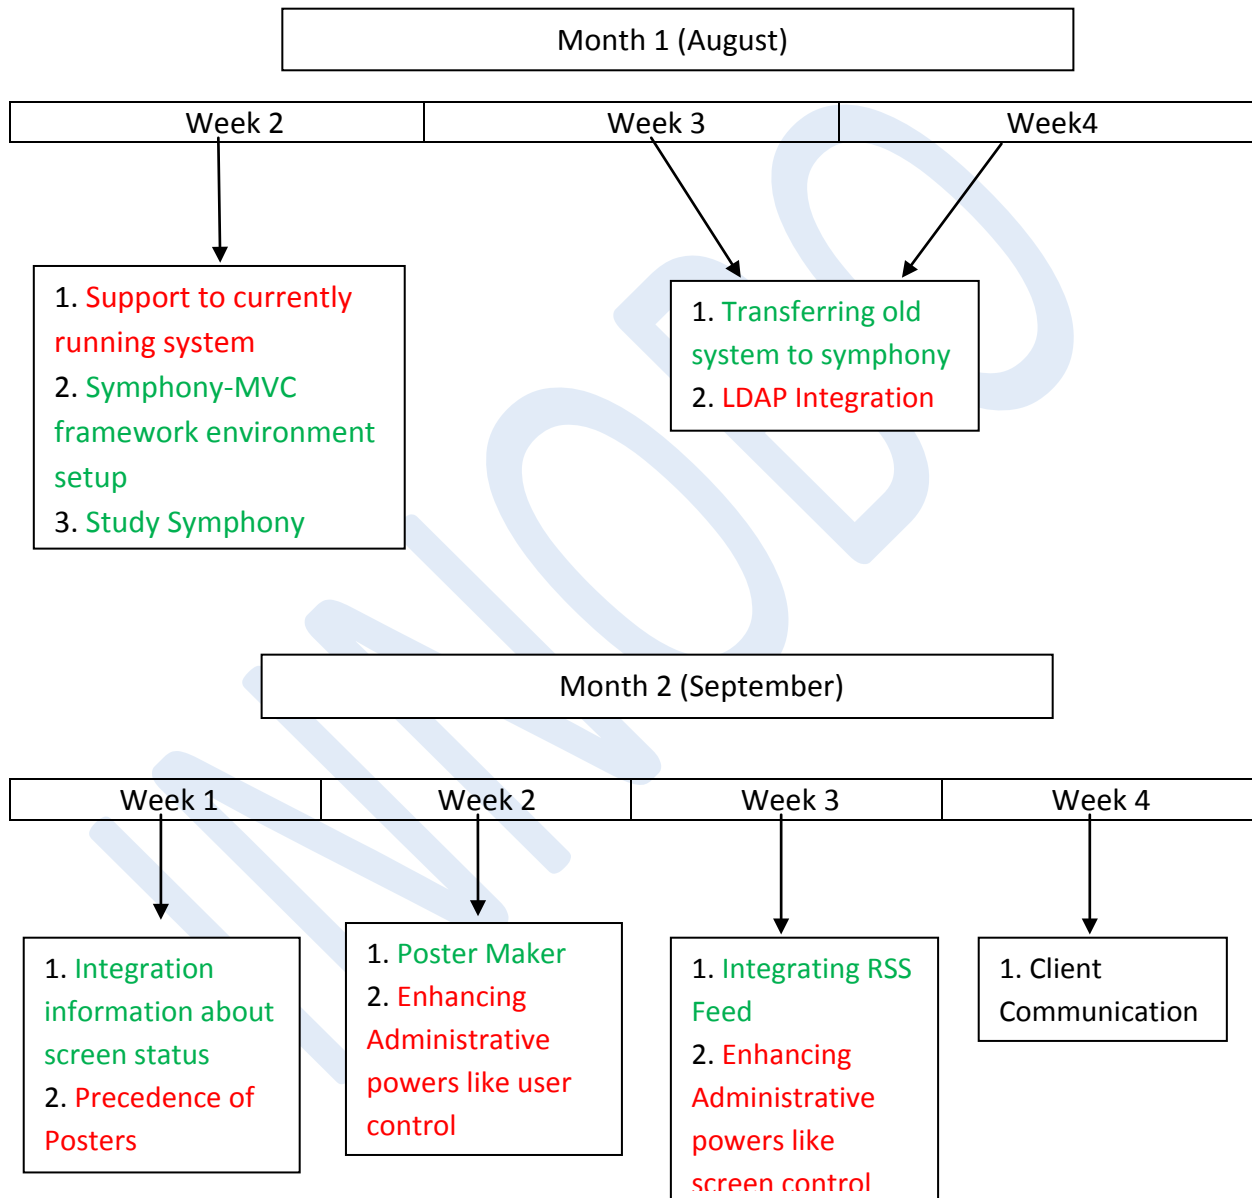 Month 1 (August)
Week 2 Week 3 Week4
1. Support to currently
running system
2. Symphony-MVC
framework environment
setup
3. Study Symphony
1. Transferring old
system to symphony
2. LDAP Integration
Month 2 (September)
Week 1 Week 2 Week 3 Week 4
1. Integration
information about
screen status
2. Precedence of
Posters
1. Poster Maker
2. Enhancing
Administrative
powers like user
control
1. Integrating RSS
Feed
2. Enhancing
Administrative
powers like
screen control
1. Client
Communication